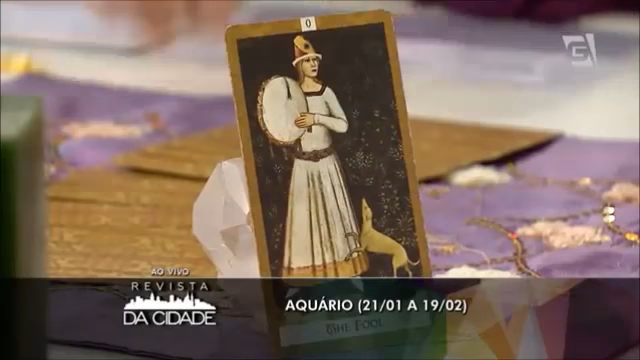 0
G
AO VIVO
REVISTA
DA CIDADE
AQUÁRIO (21/01 A 19/02)
THE FOOL